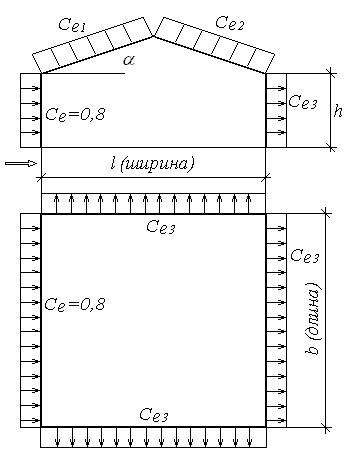 Ce1
Ce2
α
Ce=0,8
Ce3
h
l (ширина)
Ce3
Ce3
Ce=0,8
b (длина)
Ce3